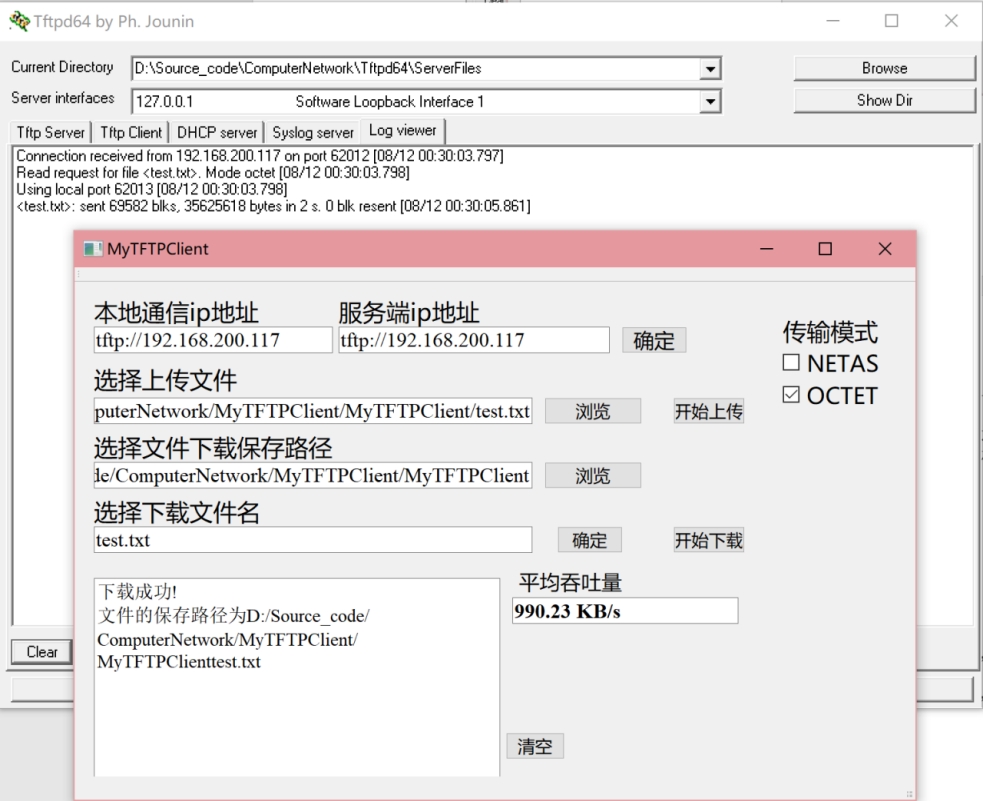 Tftpd64 by Ph. Jounin
Current Directory D:\Source_code\ComputerNetwork\Tftpd64\ServerFiles Browse
Server interfaces 127.0.0.1 Software Loopback Interface 1 Show Dir
Tftp Server Tftp Client DHCP server Syslog server Log viewer
Connection received from 192.168.200.117 on port 62012 [08/12 00:30:03.797]
Read request for file <test.txt>. Mode octet [08/12 00:30:03.798]
Using local port 62013 [08/12 00:30:03.798]
<test.txt>: sent 69582 blks, 35625618 bytes in 2 s. 0 blk resent [08/12 00:30:05.861]
MyTFTPClient
本地通信ip地址 服务端ip地址
tftp://192.168.200.117 tftp://192.168.200.117 确定
传输模式
NETAS
OCTET
选择上传文件
puterNetwork/MyTFTPClient/MyTFTPClient/test.txt 浏览 开始上传
选择文件下载保存路径
le/ComputerNetwork/MyTFTPClient/MyTFTPClient 浏览
选择下载文件名
test.txt 确定 开始下载
下载成功!
文件的保存路径为D:/Source_code/
ComputerNetwork/MyTFTPClient/
MyTFTPClienttest.txt
平均吞吐量
990.23 KB/s
清空
Clear